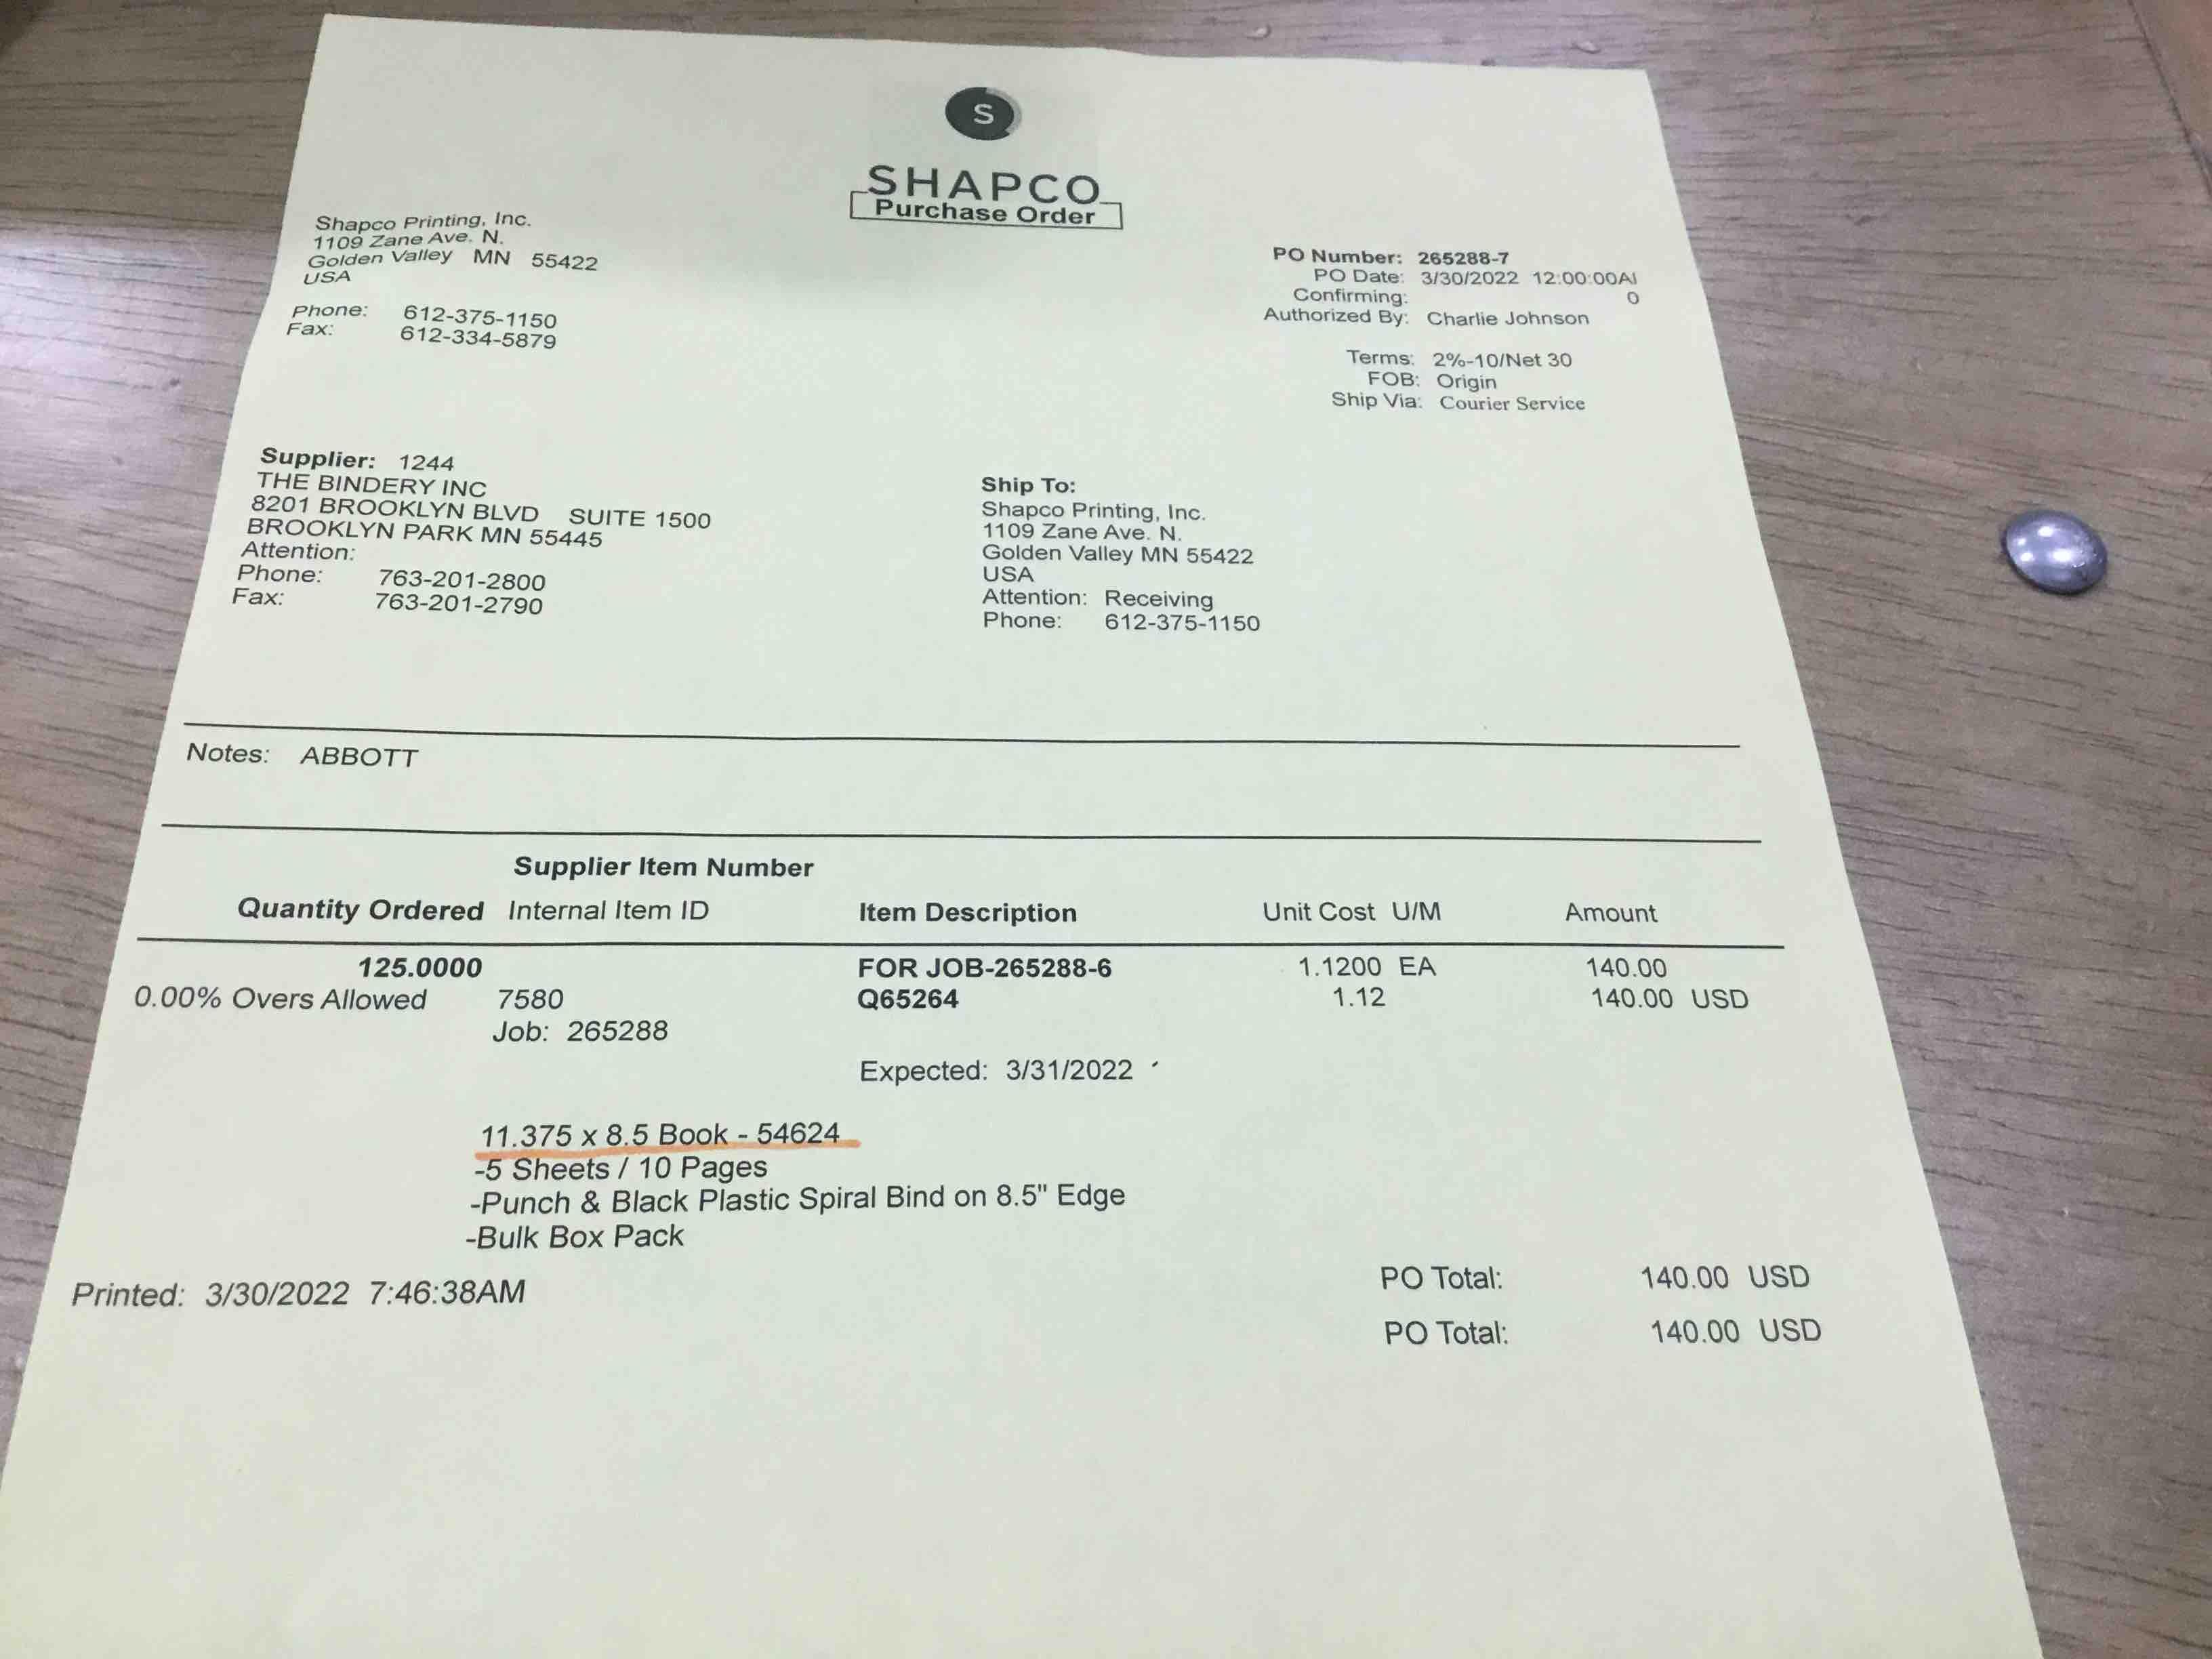 S
SHAPCO
Purchase Order
Shapco Printing, Inc.
1109 Zane Ave. N.
Golden Valley MN 55422
USA
Phone: 612-375-1150
Fax: 612-334-5879
PO Number: 265288-7
PO Date: 3/30/2022 12:00:00AM
Confirming: 0
Authorized By: Charlie Johnson
Terms: 2%-10/Net 30
FOB: Origin
Ship Via: Courier Service
Supplier: 1244
THE BINDERY INC
8201 BROOKLYN BLVD SUITE 1500
BROOKLYN PARK MN 55445
Attention:
Phone: 763-201-2800
Fax: 763-201-2790
Ship To:
Shapco Printing, Inc.
1109 Zane Ave. N.
Golden Valley MN 55422
USA
Attention: Receiving
Phone: 612-375-1150
Notes: ABBOTT
Supplier Item Number
Quantity Ordered Internal Item ID Item Description Unit Cost U/M Amount
125.0000 FOR JOB-265288-6 1.1200 EA 140.00
0.00% Overs Allowed 7580 Q65264 1.12 140.00 USD
Job: 265288
Expected: 3/31/2022
11.375 x 8.5 Book - 54624
-5 Sheets / 10 Pages
-Punch & Black Plastic Spiral Bind on 8.5" Edge
-Bulk Box Pack
PO Total: 140.00 USD
Printed: 3/30/2022 7:46:38AM
PO Total: 140.00 USD